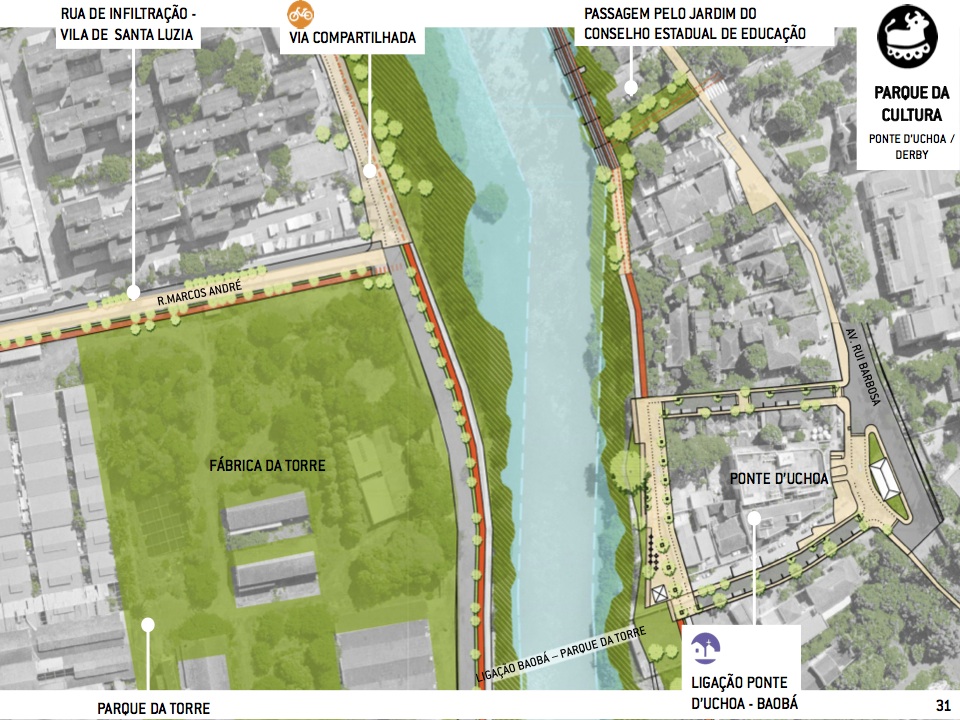 RUA DE INFILTRAÇÃO -
VILA DE SANTA LUZIA
VIA COMPARTILHADA
PASSAGEM PELO JARDIM DO
CONSELHO ESTADUAL DE EDUCAÇÃO
PARQUE DA
CULTURA
PONTE D'UCHOA /
DERBY
R.MARCOS ANDRÉ
AV. RUI BARBOSA
FÁBRICA DA TORRE
PONTE D'UCHOA
LIGAÇÃO BAOBÁ – PARQUE DA TORRE
LIGAÇÃO PONTE
D'UCHOA - BAOBÁ
PARQUE DA TORRE
31